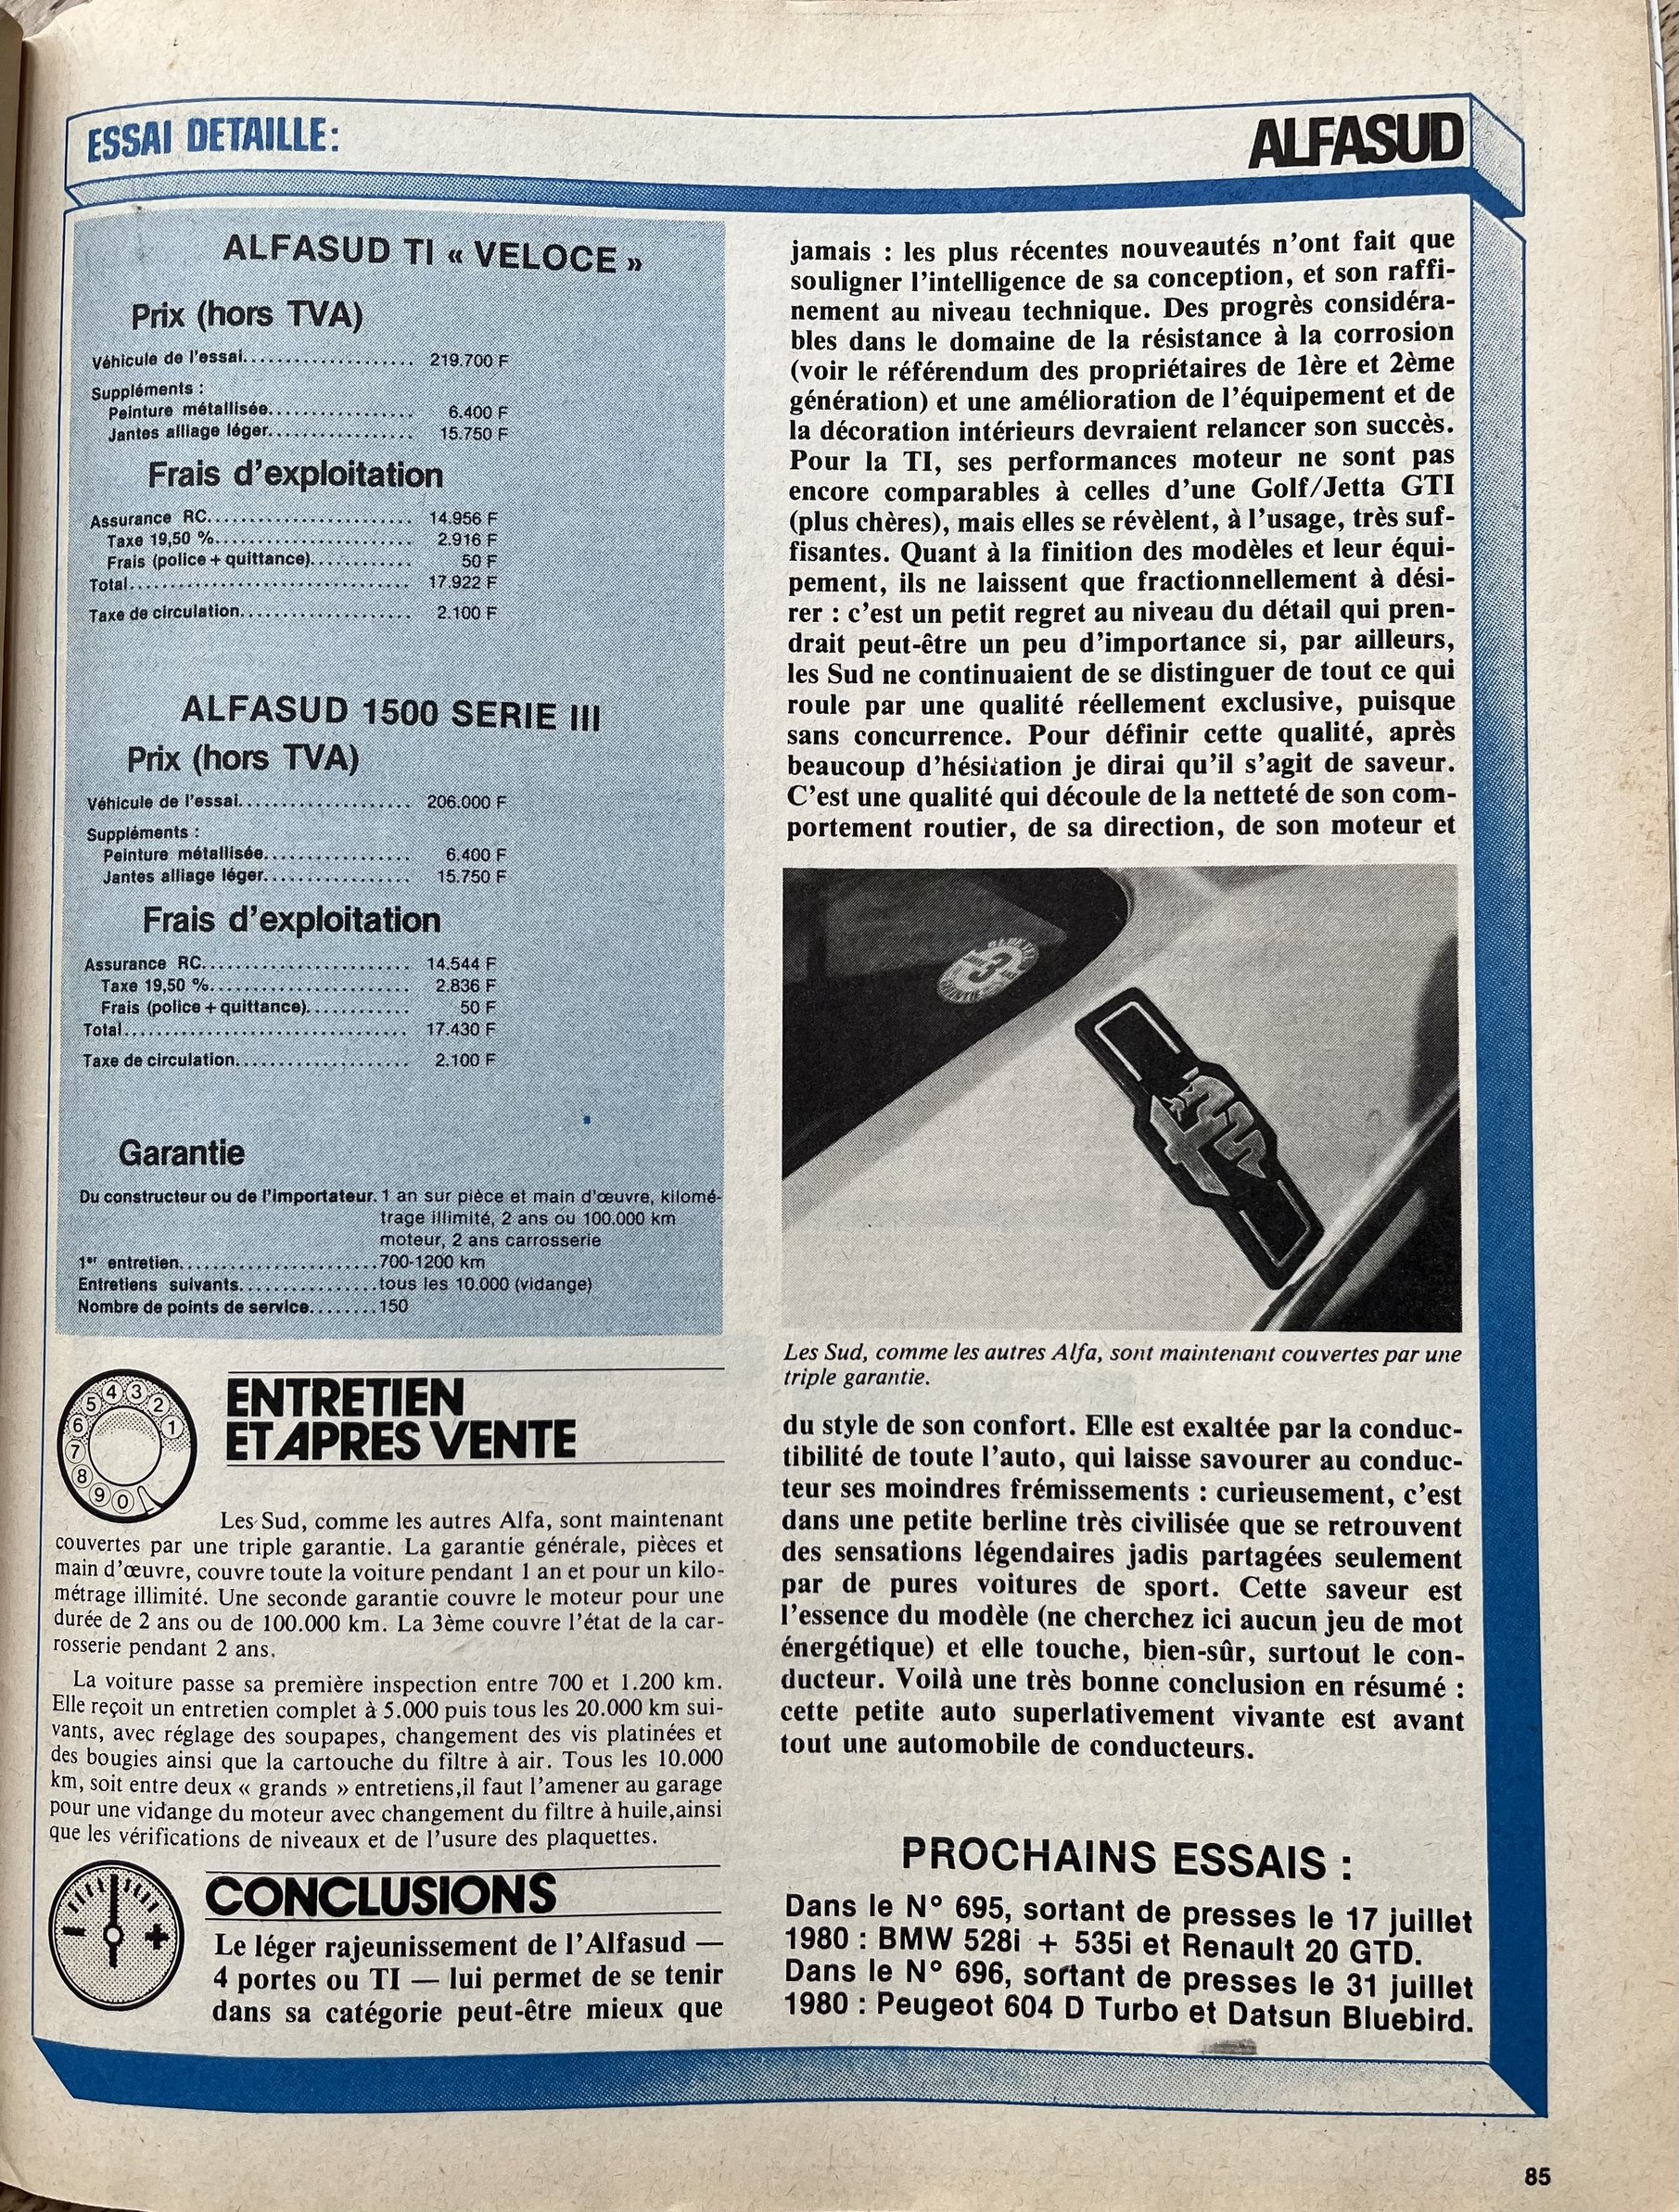 ESSAI DETAILLE:
ALFASUD
ALFASUD TI « VELOCE »
Prix (hors TVA)
Véhicule de l'essai.................... 219.700 F
Suppléments :
Peinture métallisée................. 6.400 F
Jantes alliage léger................. 15.750 F
Frais d'exploitation
Assurance RC........................ 14.956 F
Taxe 19,50 %....................... 2.916 F
Frais (police + quittance)............ 50 F
Total................................ 17.922 F
Taxe de circulation.................... 2.100 F
ALFASUD 1500 SERIE III
Prix (hors TVA)
Véhicule de l'essai.................... 206.000 F
Suppléments :
Peinture métallisée................. 6.400 F
Jantes alliage léger................. 15.750 F
Frais d'exploitation
Assurance RC........................ 14.544 F
Taxe 19,50 %....................... 2.836 F
Frais (police + quittance)............ 50 F
Total................................ 17.430 F
Taxe de circulation.................... 2.100 F
Garantie
Du constructeur ou de l'importateur. 1 an sur pièce et main d'œuvre, kilomé-
trage illimité, 2 ans ou 100.000 km
moteur, 2 ans carrosserie
1er entretien.......................700-1200 km
Entretiens suivants................tous les 10.000 (vidange)
Nombre de points de service........150
1 2 3 4 5 6 7 8 9 0
ENTRETIEN
ET APRES VENTE
Les Sud, comme les autres Alfa, sont maintenant
couvertes par une triple garantie. La garantie générale, pièces et
main d'œuvre, couvre toute la voiture pendant 1 an et pour un kilo-
métrage illimité. Une seconde garantie couvre le moteur pour une
durée de 2 ans ou de 100.000 km. La 3ème couvre l'état de la car-
rosserie pendant 2 ans.
La voiture passe sa première inspection entre 700 et 1.200 km.
Elle reçoit un entretien complet à 5.000 puis tous les 20.000 km sui-
vants, avec réglage des soupapes, changement des vis platinées et
des bougies ainsi que la cartouche du filtre à air. Tous les 10.000
km, soit entre deux « grands » entretiens,il faut l'amener au garage
pour une vidange du moteur avec changement du filtre à huile,ainsi
que les vérifications de niveaux et de l'usure des plaquettes.
- +
CONCLUSIONS
Le léger rajeunissement de l'Alfasud —
4 portes ou TI — lui permet de se tenir
dans sa catégorie peut-être mieux que
jamais : les plus récentes nouveautés n'ont fait que
souligner l'intelligence de sa conception, et son raffi-
nement au niveau technique. Des progrès considéra-
bles dans le domaine de la résistance à la corrosion
(voir le référendum des propriétaires de 1ère et 2ème
génération) et une amélioration de l'équipement et de
la décoration intérieurs devraient relancer son succès.
Pour la TI, ses performances moteur ne sont pas
encore comparables à celles d'une Golf/Jetta GTI
(plus chères), mais elles se révèlent, à l'usage, très suf-
fisantes. Quant à la finition des modèles et leur équi-
pement, ils ne laissent que fractionnellement à dési-
rer : c'est un petit regret au niveau du détail qui pren-
drait peut-être un peu d'importance si, par ailleurs,
les Sud ne continuaient de se distinguer de tout ce qui
roule par une qualité réellement exclusive, puisque
sans concurrence. Pour définir cette qualité, après
beaucoup d'hésitation je dirai qu'il s'agit de saveur.
C'est une qualité qui découle de la netteté de son com-
portement routier, de sa direction, de son moteur et
3
Les Sud, comme les autres Alfa, sont maintenant couvertes par une
triple garantie.
du style de son confort. Elle est exaltée par la conduc-
tibilité de toute l'auto, qui laisse savourer au conduc-
teur ses moindres frémissements : curieusement, c'est
dans une petite berline très civilisée que se retrouvent
des sensations légendaires jadis partagées seulement
par de pures voitures de sport. Cette saveur est
l'essence du modèle (ne cherchez ici aucun jeu de mot
énergétique) et elle touche, bien-sûr, surtout le con-
ducteur. Voilà une très bonne conclusion en résumé :
cette petite auto superlativement vivante est avant
tout une automobile de conducteurs.
PROCHAINS ESSAIS :
Dans le N° 695, sortant de presses le 17 juillet
1980 : BMW 528i + 535i et Renault 20 GTD.
Dans le N° 696, sortant de presses le 31 juillet
1980 : Peugeot 604 D Turbo et Datsun Bluebird.
85